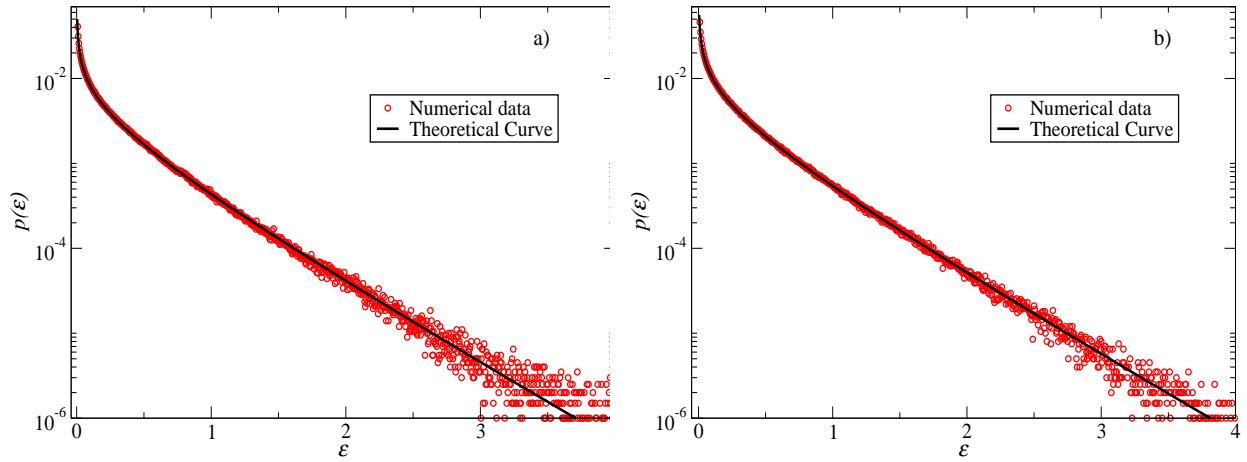 a)
10^-2
10^-4
10^-6
p(ε)
Numerical data
Theoretical Curve
0 1 2 3
ε
b)
10^-2
10^-4
10^-6
p(ε)
Numerical data
Theoretical Curve
0 1 2 3 4
ε